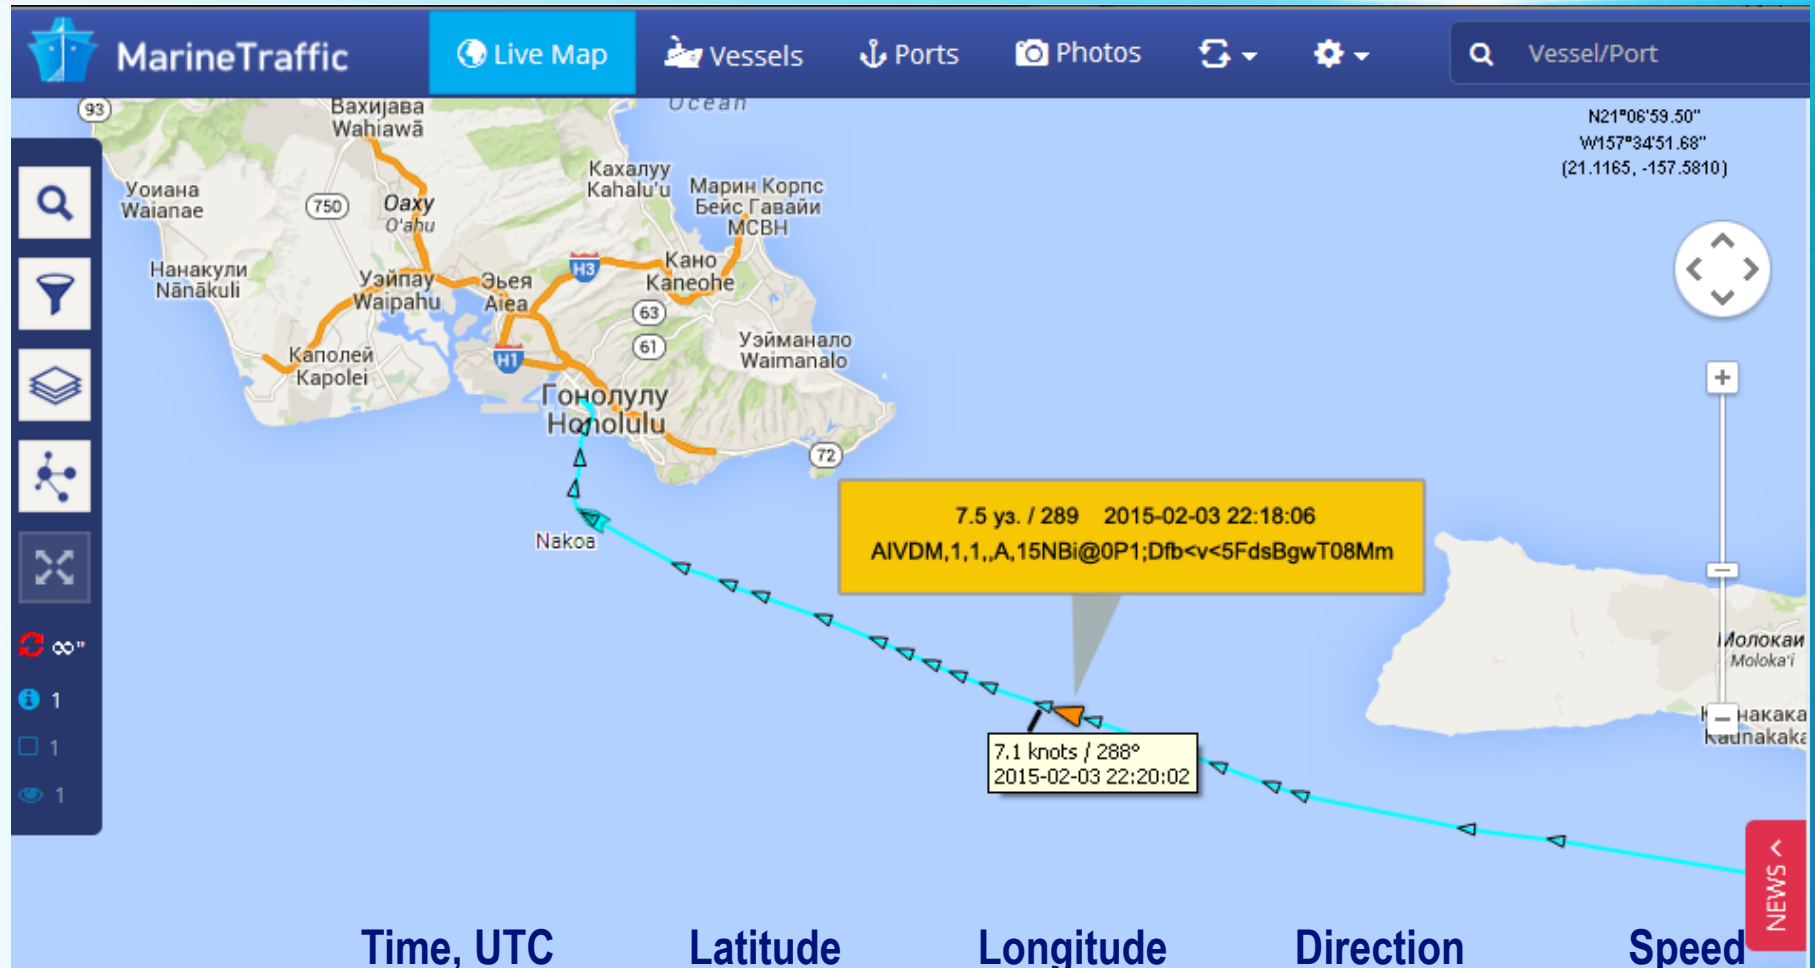 MarineTraffic
Live Map
Vessels
Ports
Photos
Vessel/Port
93
Вахијава
Wahiawā
Ocean
N21°06'59.50"
W157°34'51.68"
(21.1165, -157.5810)
Кахалуу
Kahalu'u
Марин Корпс
Бейс Гавайи
MCBH
Уоиана
Waianae
750
Оаху
O'ahu
Нанакули
Nānākuli
Уэйпау
Waipahu
Эьея
Aiea
H3
Кано
Kaneohe
63
61
Уэйманало
Waimanalo
Каполей
Kapolei
H1
Гонолулу
Honolulu
72
7.5 уз. / 289 2015-02-03 22:18:06
AIVDM,1,1,,A,15NBi@0P1;Dfb<v<5FdsBgwT08Mm
Nakoa
Молокаи
Moloka'i
Kaunakaka
∞"
1
1
1
7.1 knots / 288°
2015-02-03 22:20:02
NEWS
Time, UTC Latitude Longitude Direction Speed